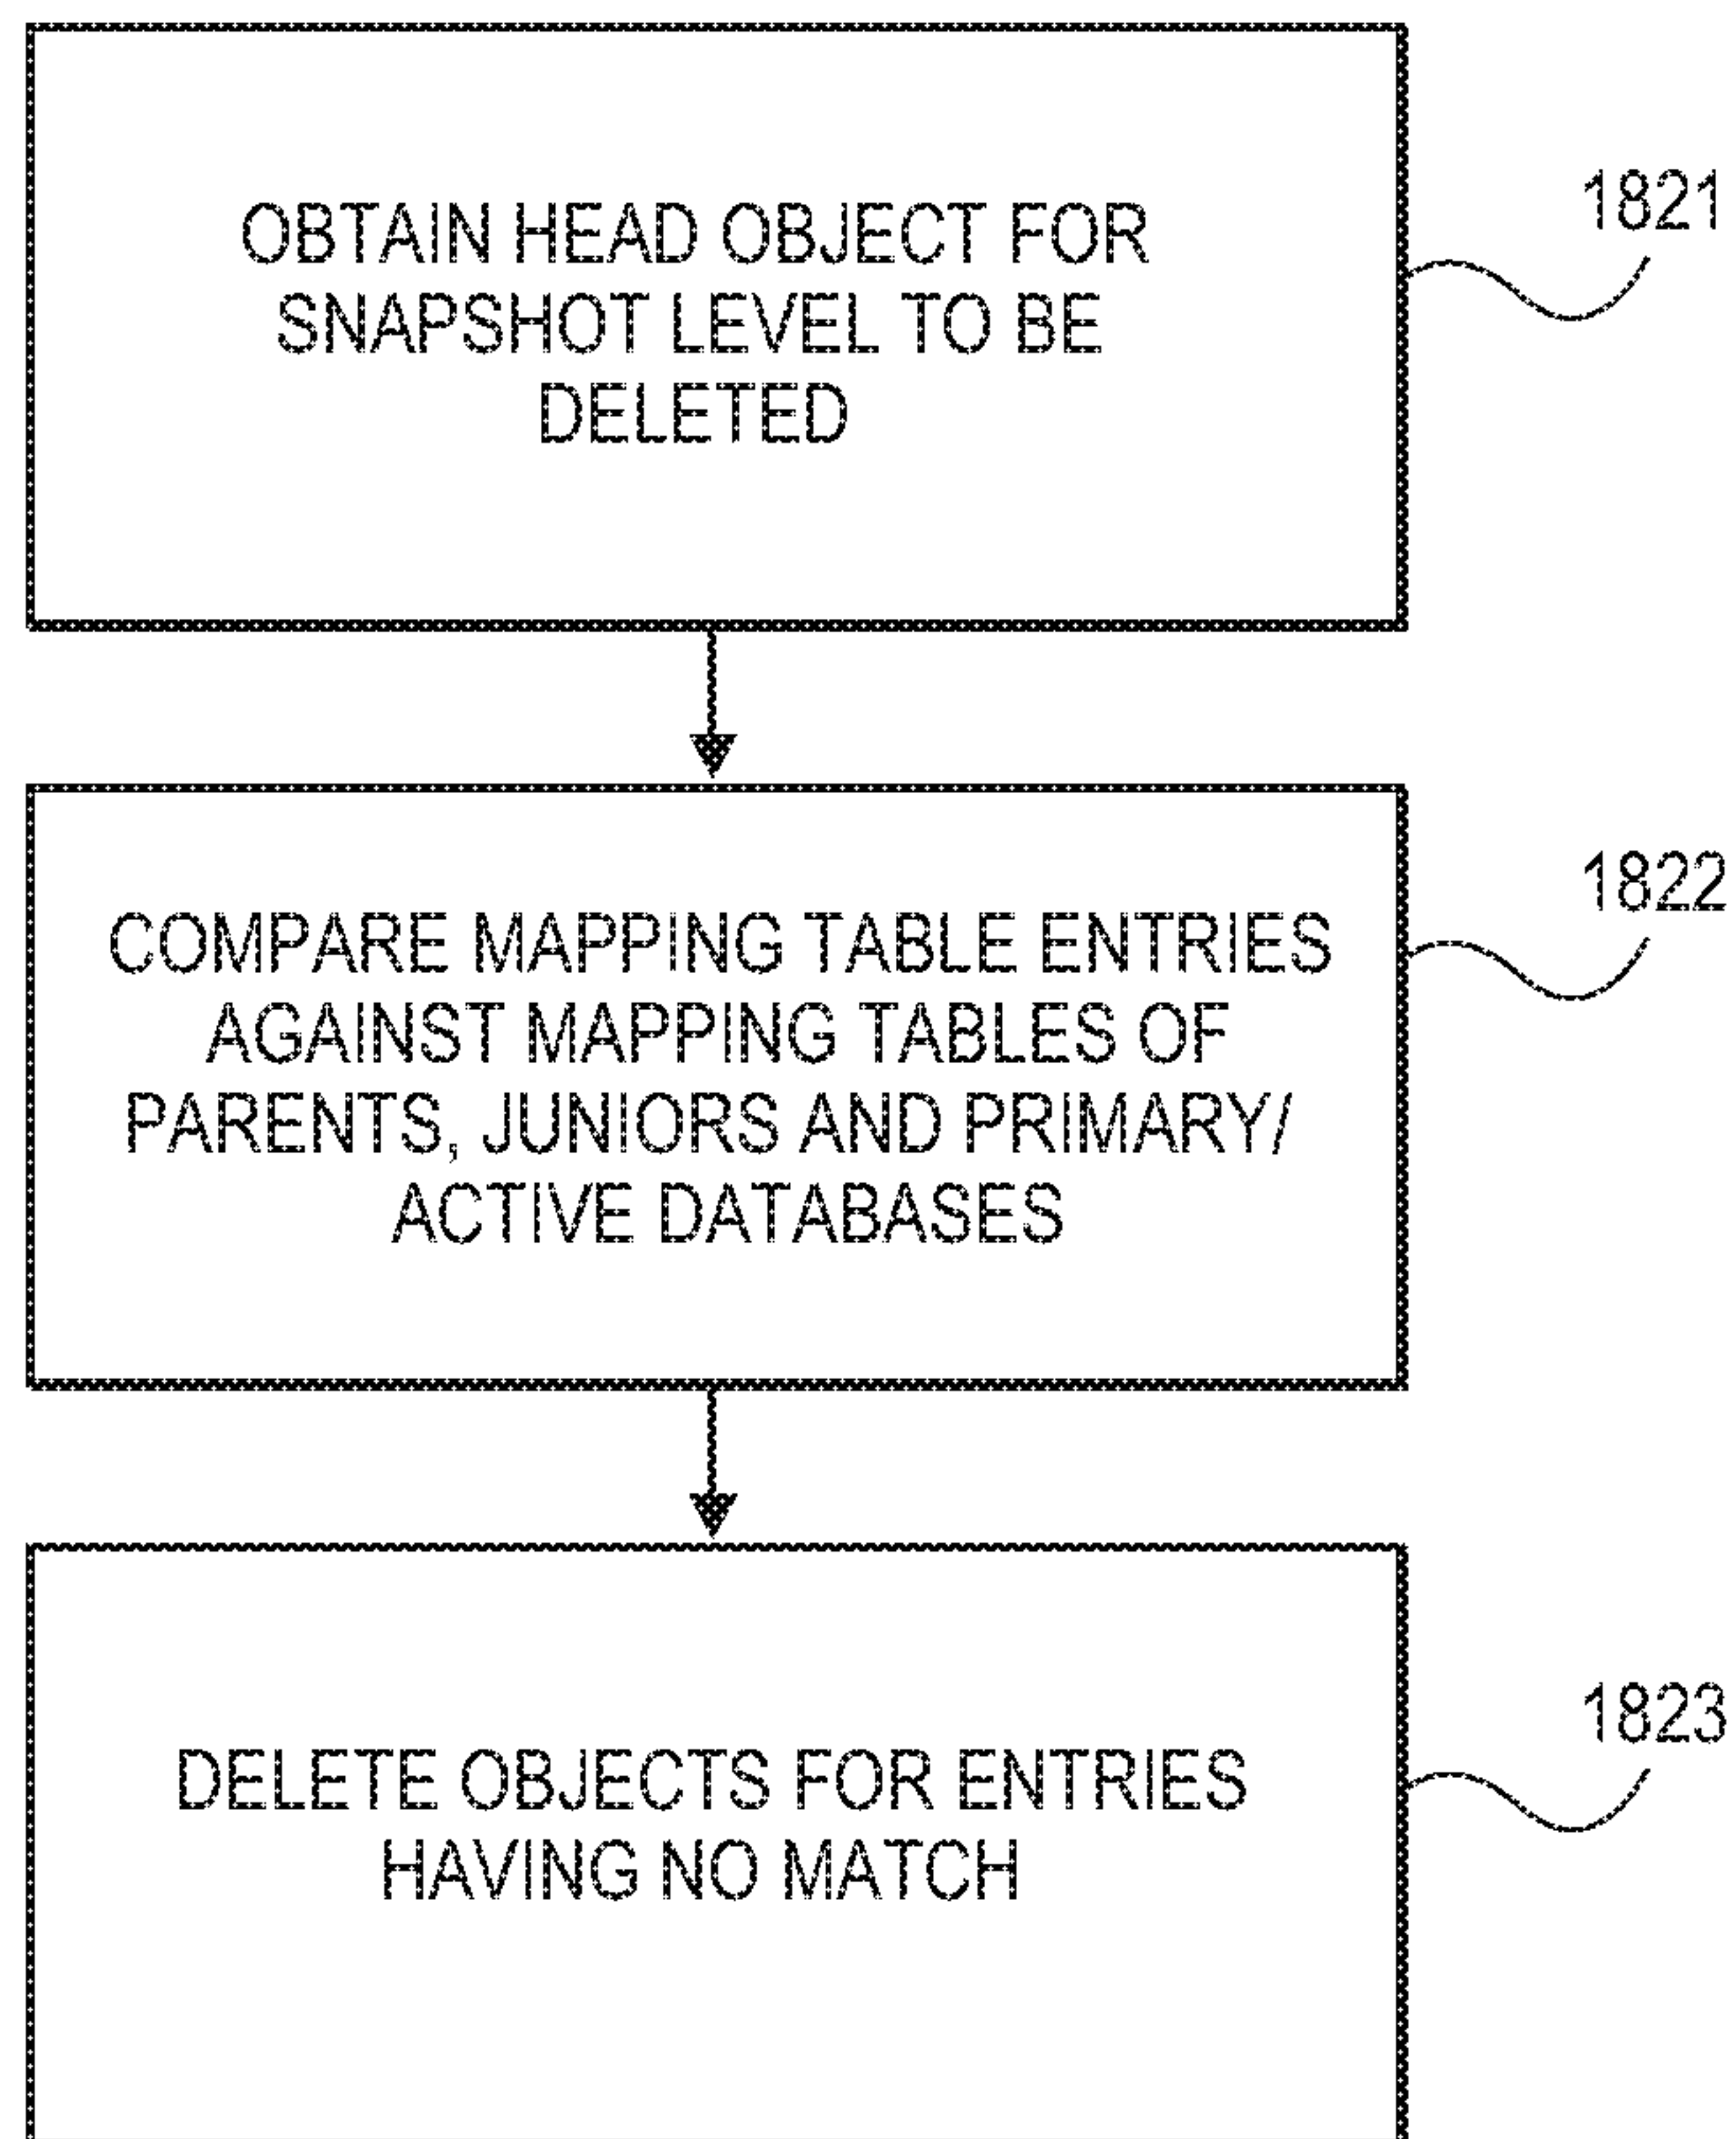 OBTAIN HEAD OBJECT FOR
SNAPSHOT LEVEL TO BE
DELETED
1821
COMPARE MAPPING TABLE ENTRIES
AGAINST MAPPING TABLES OF
PARENTS, JUNIORS AND PRIMARY/
ACTIVE DATABASES
1822
DELETE OBJECTS FOR ENTRIES
HAVING NO MATCH
1823